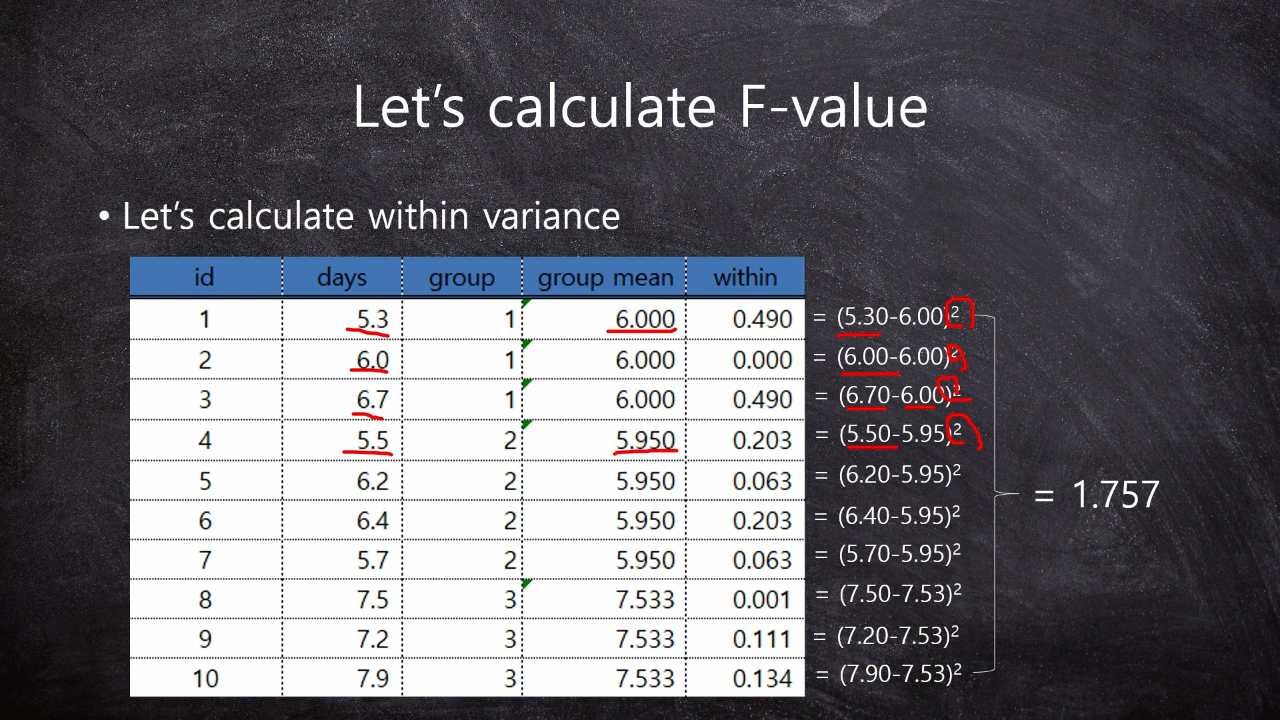 Let's calculate F-value
• Let's calculate within variance
id days group group mean within
1 5.3 1 6.000 0.490 = (5.30-6.00)²
2 6.0 1 6.000 0.000 = (6.00-6.00)²
3 6.7 1 6.000 0.490 = (6.70-6.00)²
4 5.5 2 5.950 0.203 = (5.50-5.95)²
5 6.2 2 5.950 0.063 = (6.20-5.95)²
= 1.757
6 6.4 2 5.950 0.203 = (6.40-5.95)²
7 5.7 2 5.950 0.063 = (5.70-5.95)²
8 7.5 3 7.533 0.001 = (7.50-7.53)²
9 7.2 3 7.533 0.111 = (7.20-7.53)²
10 7.9 3 7.533 0.134 = (7.90-7.53)²